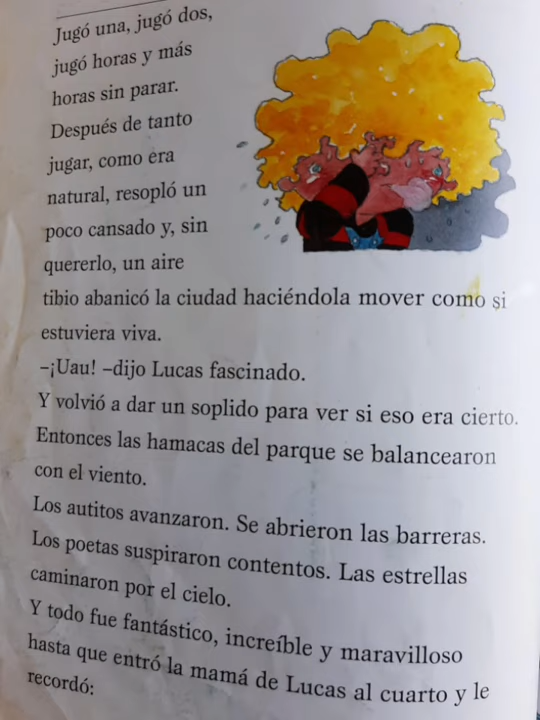 Jugó una, jugó dos,
jugó horas y más
horas sin parar.
Después de tanto
jugar, como era
natural, resopló un
poco cansado y, sin
quererlo, un aire
tibio abanicó la ciudad haciéndola mover como si
estuviera viva.
–¡Uau! –dijo Lucas fascinado.
Y volvió a dar un soplido para ver si eso era cierto.
Entonces las hamacas del parque se balancearon
con el viento.
Los autitos avanzaron. Se abrieron las barreras.
Los poetas suspiraron contentos. Las estrellas
caminaron por el cielo.
Y todo fue fantástico, increíble y maravilloso
hasta que entró la mamá de Lucas al cuarto y le
recordó: